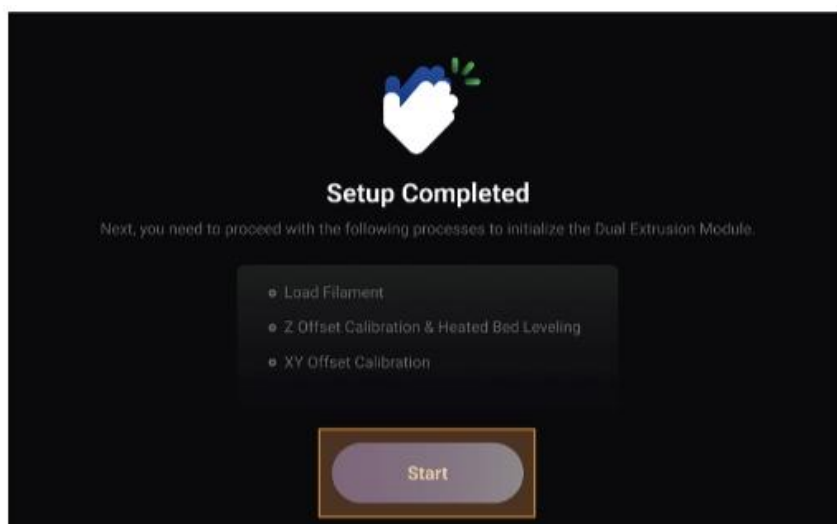 Setup Completed
Next, you need to proceed with the following processes to initialize the Dual Extrusion Module.
Load Filament
Z Offset Calibration & Heated Bed Leveling
XY Offset Calibration
Start